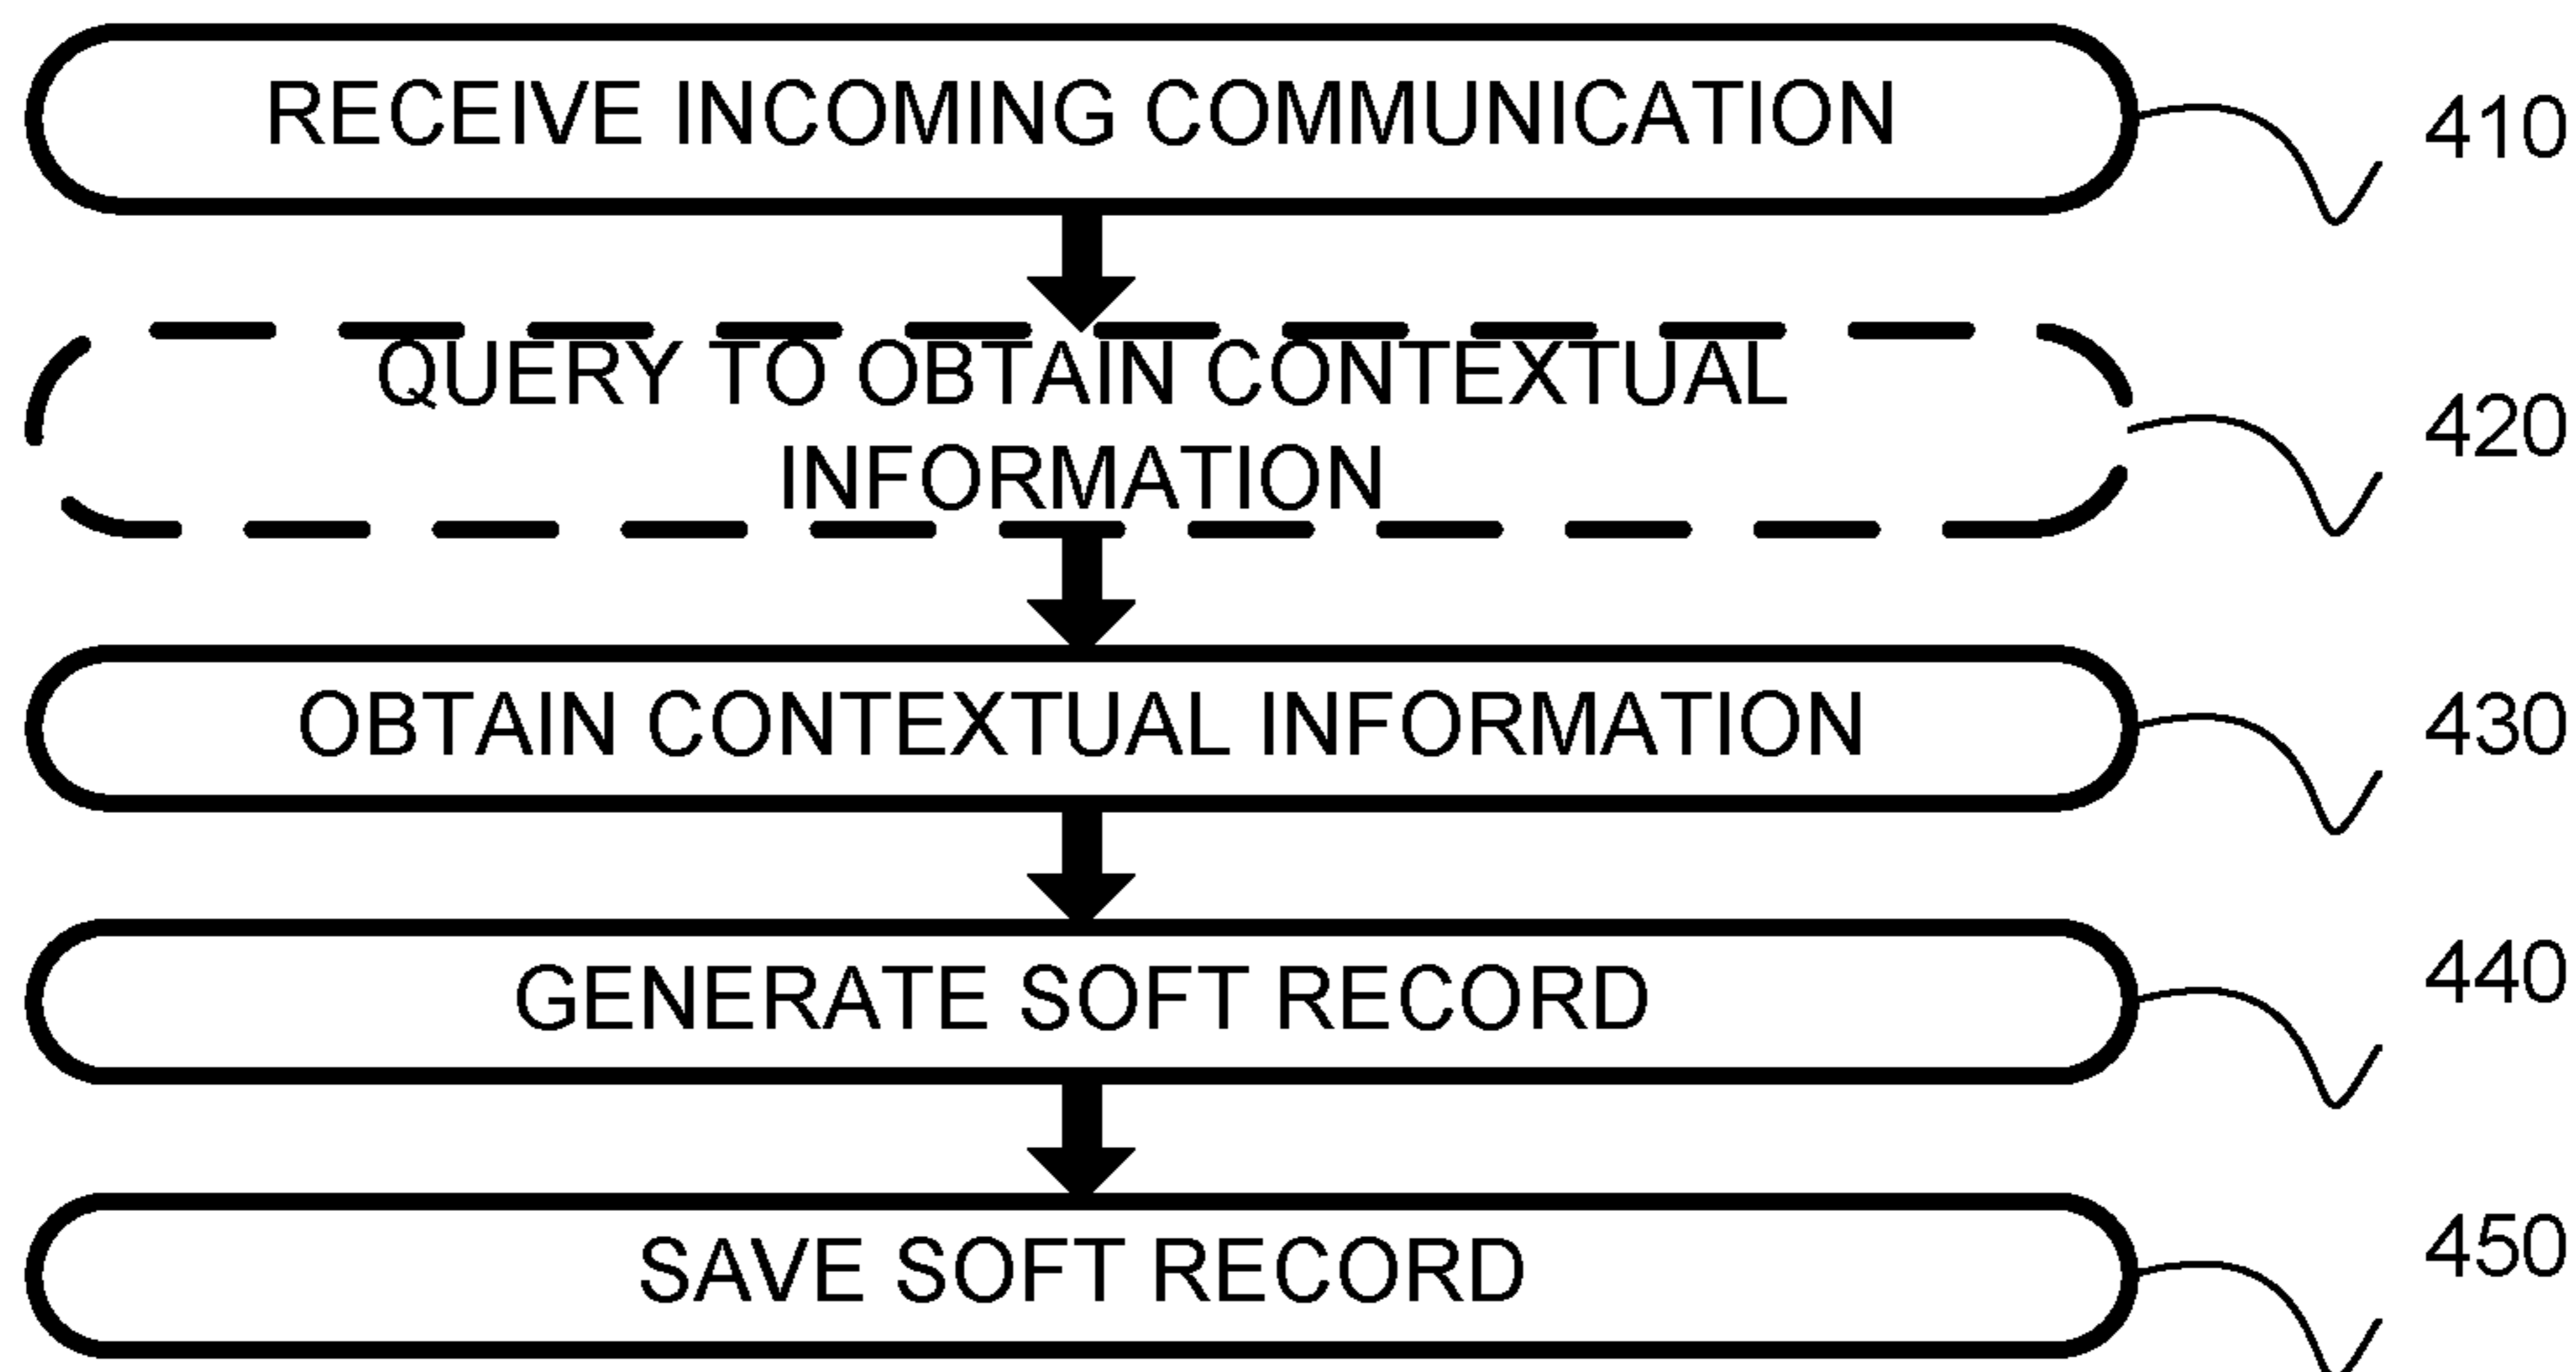 RECEIVE INCOMING COMMUNICATION
410
QUERY TO OBTAIN CONTEXTUAL
INFORMATION
420
OBTAIN CONTEXTUAL INFORMATION
430
GENERATE SOFT RECORD
440
SAVE SOFT RECORD
450